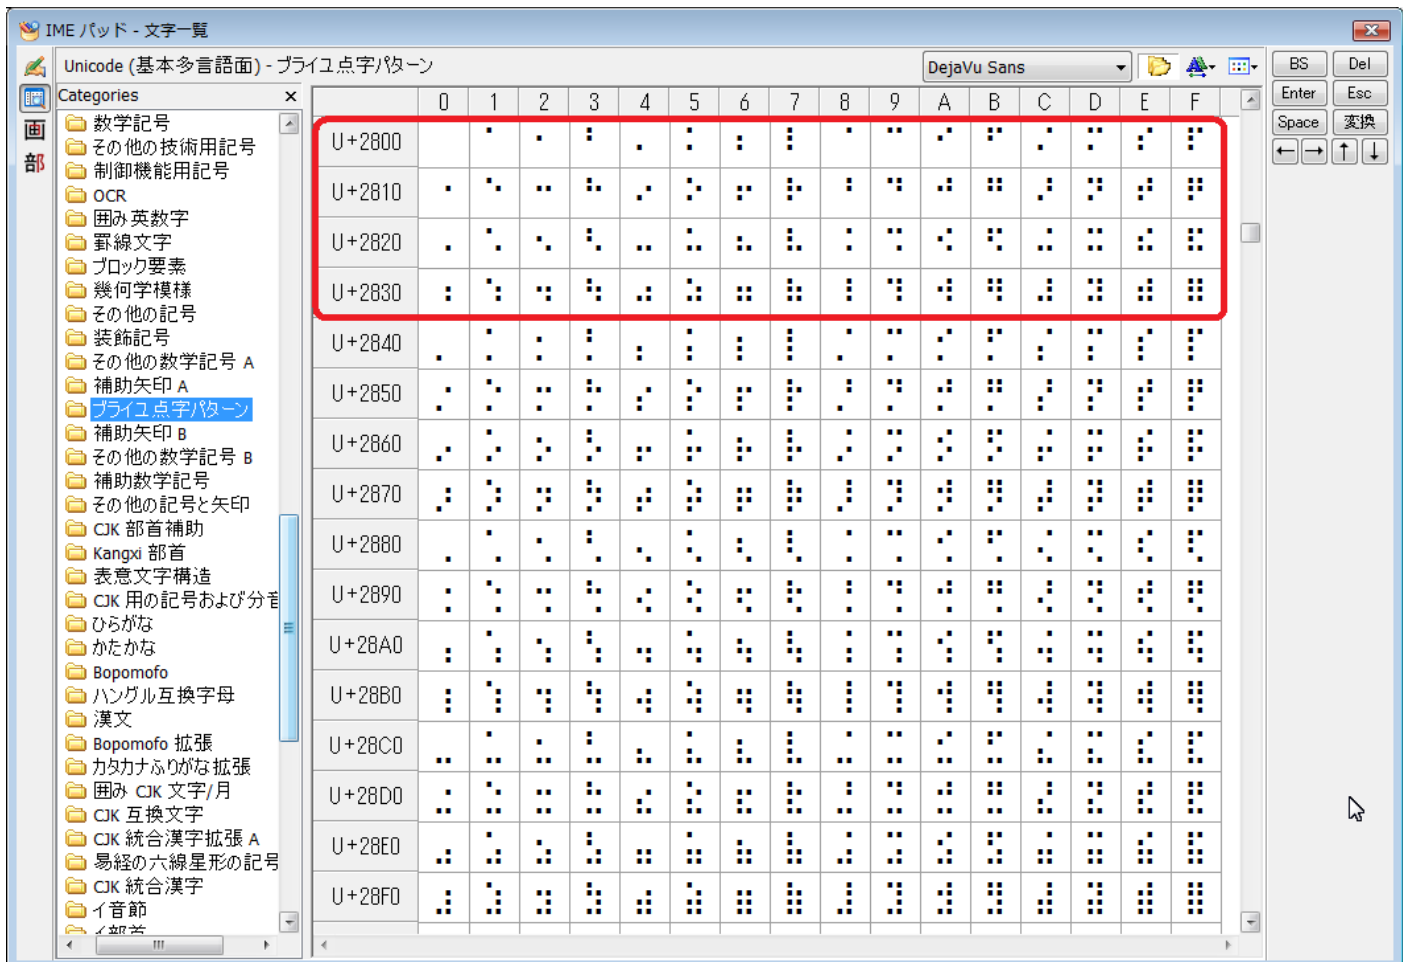 IME パッド - 文字一覧
Unicode (基本多言語面) - ブライユ点字パターン
DejaVu Sans
BS Del
Enter Esc
Space 変換
← → ↑ ↓
画
部
Categories
数学記号
その他の技術用記号
制御機能用記号
OCR
囲み英数字
罫線文字
ブロック要素
幾何学模様
その他の記号
装飾記号
その他の数学記号 A
補助矢印 A
ブライユ点字パターン
補助矢印 B
その他の数学記号 B
補助数学記号
その他の記号と矢印
CJK 部首補助
Kangxi 部首
表意文字構造
CJK 用の記号および分音
ひらがな
かたかな
Bopomofo
ハングル互換字母
漢文
Bopomofo 拡張
カタカナふりがな拡張
囲み CJK 文字/月
CJK 互換文字
CJK 統合漢字拡張 A
易経の六線星形の記号
CJK 統合漢字
イ音節
イ部首
0 1 2 3 4 5 6 7 8 9 A B C D E F
U+2800 ⠀ ⠁ ⠂ ⠃ ⠄ ⠅ ⠆ ⠇ ⠈ ⠉ ⠊ ⠋ ⠌ ⠍ ⠎ ⠏
U+2810 ⠐ ⠑ ⠒ ⠓ ⠔ ⠕ ⠖ ⠗ ⠘ ⠙ ⠚ ⠛ ⠜ ⠝ ⠞ ⠟
U+2820 ⠠ ⠡ ⠢ ⠣ ⠤ ⠥ ⠦ ⠧ ⠨ ⠩ ⠪ ⠫ ⠬ ⠭ ⠮ ⠯
U+2830 ⠰ ⠱ ⠲ ⠳ ⠴ ⠵ ⠶ ⠷ ⠸ ⠹ ⠺ ⠻ ⠼ ⠽ ⠾ ⠿
U+2840 ⡀ ⡁ ⡂ ⡃ ⡄ ⡅ ⡆ ⡇ ⡈ ⡉ ⡊ ⡋ ⡌ ⡍ ⡎ ⡏
U+2850 ⡐ ⡑ ⡒ ⡓ ⡔ ⡕ ⡖ ⡗ ⡘ ⡙ ⡚ ⡛ ⡜ ⡝ ⡞ ⡟
U+2860 ⡠ ⡡ ⡢ ⡣ ⡤ ⡥ ⡦ ⡧ ⡨ ⡩ ⡪ ⡫ ⡬ ⡭ ⡮ ⡯
U+2870 ⡰ ⡱ ⡲ ⡳ ⡴ ⡵ ⡶ ⡷ ⡸ ⡹ ⡺ ⡻ ⡼ ⡽ ⡾ ⡿
U+2880 ⢀ ⢁ ⢂ ⢃ ⢄ ⢅ ⢆ ⢇ ⢈ ⢉ ⢊ ⢋ ⢌ ⢍ ⢎ ⢏
U+2890 ⢐ ⢑ ⢒ ⢓ ⢔ ⢕ ⢖ ⢗ ⢘ ⢙ ⢚ ⢛ ⢜ ⢝ ⢞ ⢟
U+28A0 ⢠ ⢡ ⢢ ⢣ ⢤ ⢥ ⢦ ⢧ ⢨ ⢩ ⢪ ⢫ ⢬ ⢭ ⢮ ⢯
U+28B0 ⢰ ⢱ ⢲ ⢳ ⢴ ⢵ ⢶ ⢷ ⢸ ⢹ ⢺ ⢻ ⢼ ⢽ ⢾ ⢿
U+28C0 ⣀ ⣁ ⣂ ⣃ ⣄ ⣅ ⣆ ⣇ ⣈ ⣉ ⣊ ⣋ ⣌ ⣍ ⣎ ⣏
U+28D0 ⣐ ⣑ ⣒ ⣓ ⣔ ⣕ ⣖ ⣗ ⣘ ⣙ ⣚ ⣛ ⣜ ⣝ ⣞ ⣟
U+28E0 ⣠ ⣡ ⣢ ⣣ ⣤ ⣥ ⣦ ⣧ ⣨ ⣩ ⣪ ⣫ ⣬ ⣭ ⣮ ⣯
U+28F0 ⣰ ⣱ ⣲ ⣳ ⣴ ⣵ ⣶ ⣷ ⣸ ⣹ ⣺ ⣻ ⣼ ⣽ ⣾ ⣿